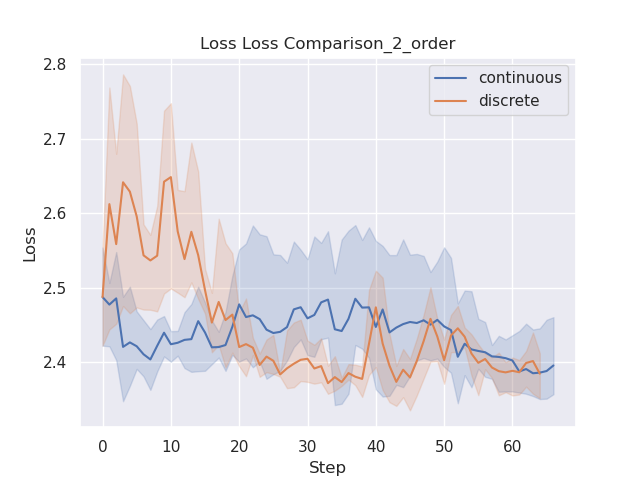 Loss Loss Comparison_2_order
continuous
discrete
2.8
2.7
2.6
2.5
2.4
Loss
0 10 20 30 40 50 60
Step